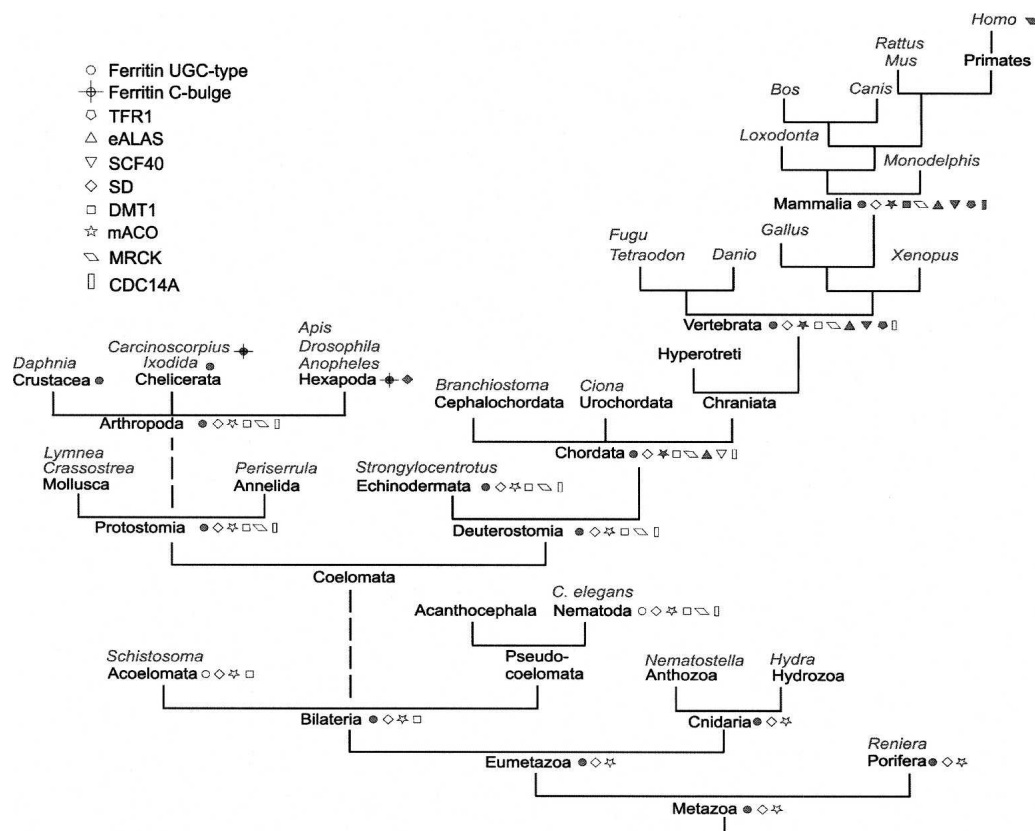 Homo
Rattus
Mus
Primates
Ferritin UGC-type
Ferritin C-bulge
TFR1
eALAS
SCF40
SD
DMT1
mACO
MRCK
CDC14A
Bos
Canis
Loxodonta
Monodelphis
Mammalia
Gallus
Fugu
Tetraodon
Danio
Xenopus
Vertebrata
Hyperotreti
Apis
Drosophila
Anopheles
Hexapoda
Carcinoscorpius
Ixodida
Chelicerata
Daphnia
Crustacea
Branchiostoma
Cephalochordata
Ciona
Urochordata
Chraniata
Arthropoda
Chordata
Lymnea
Crassostrea
Mollusca
Periserrula
Annelida
Strongylocentrotus
Echinodermata
Protostomia
Deuterostomia
Coelomata
C. elegans
Acanthocephala
Nematoda
Schistosoma
Acoelomata
Pseudo-
coelomata
Nematostella
Anthozoa
Hydra
Hydrozoa
Bilateria
Cnidaria
Reniera
Porifera
Eumetazoa
Metazoa